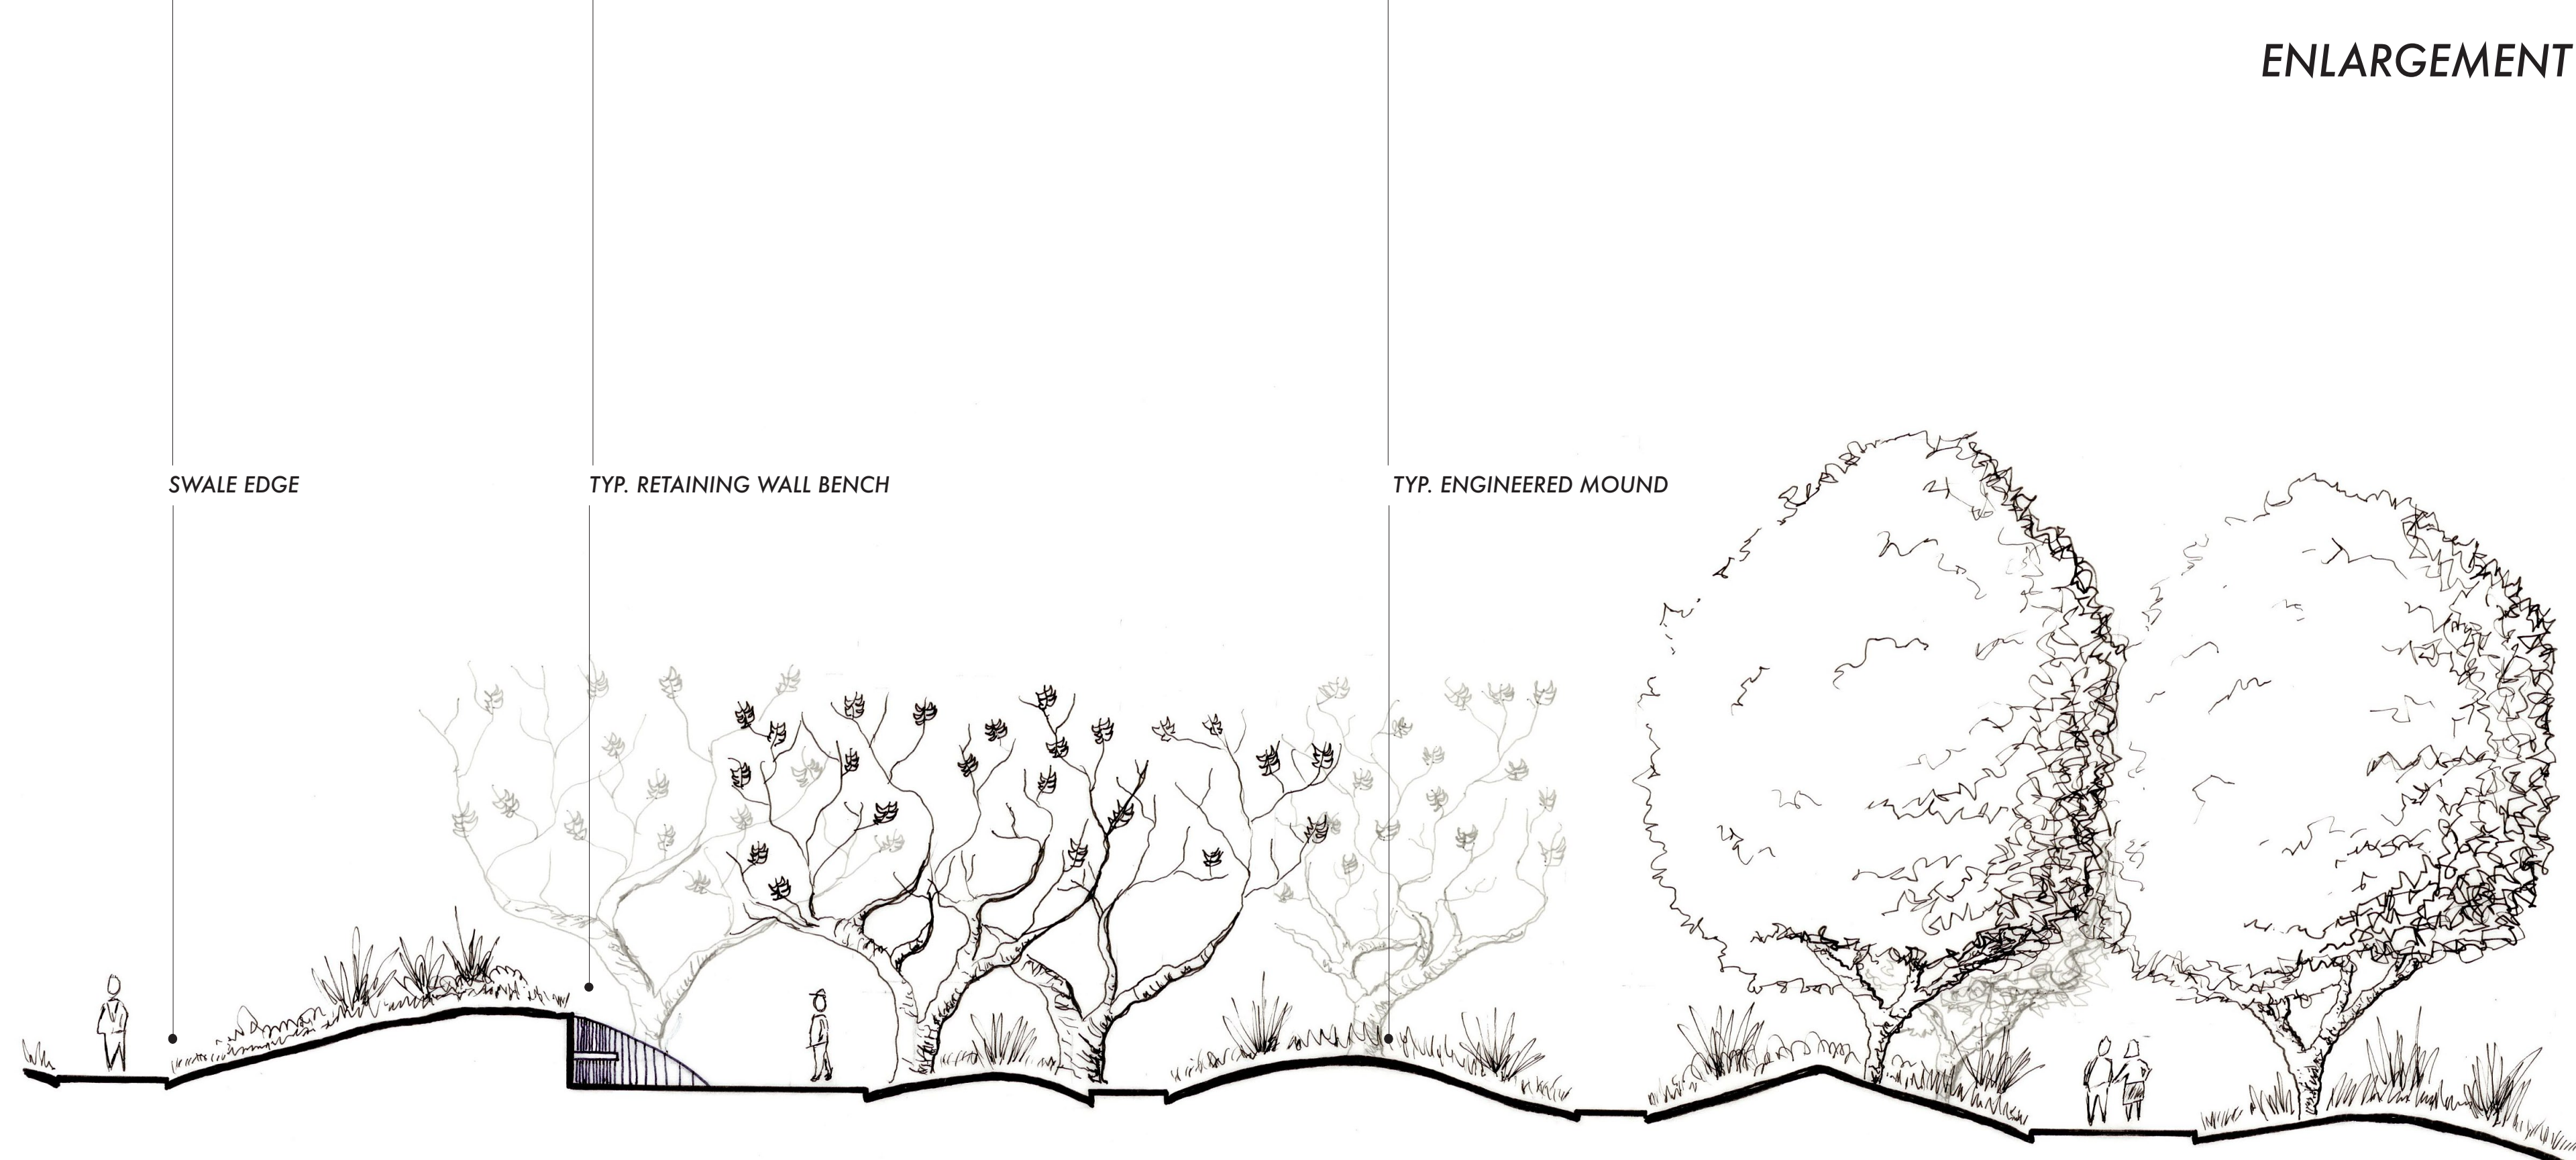 ENLARGEMENT
SWALE EDGE
TYP. RETAINING WALL BENCH
TYP. ENGINEERED MOUND